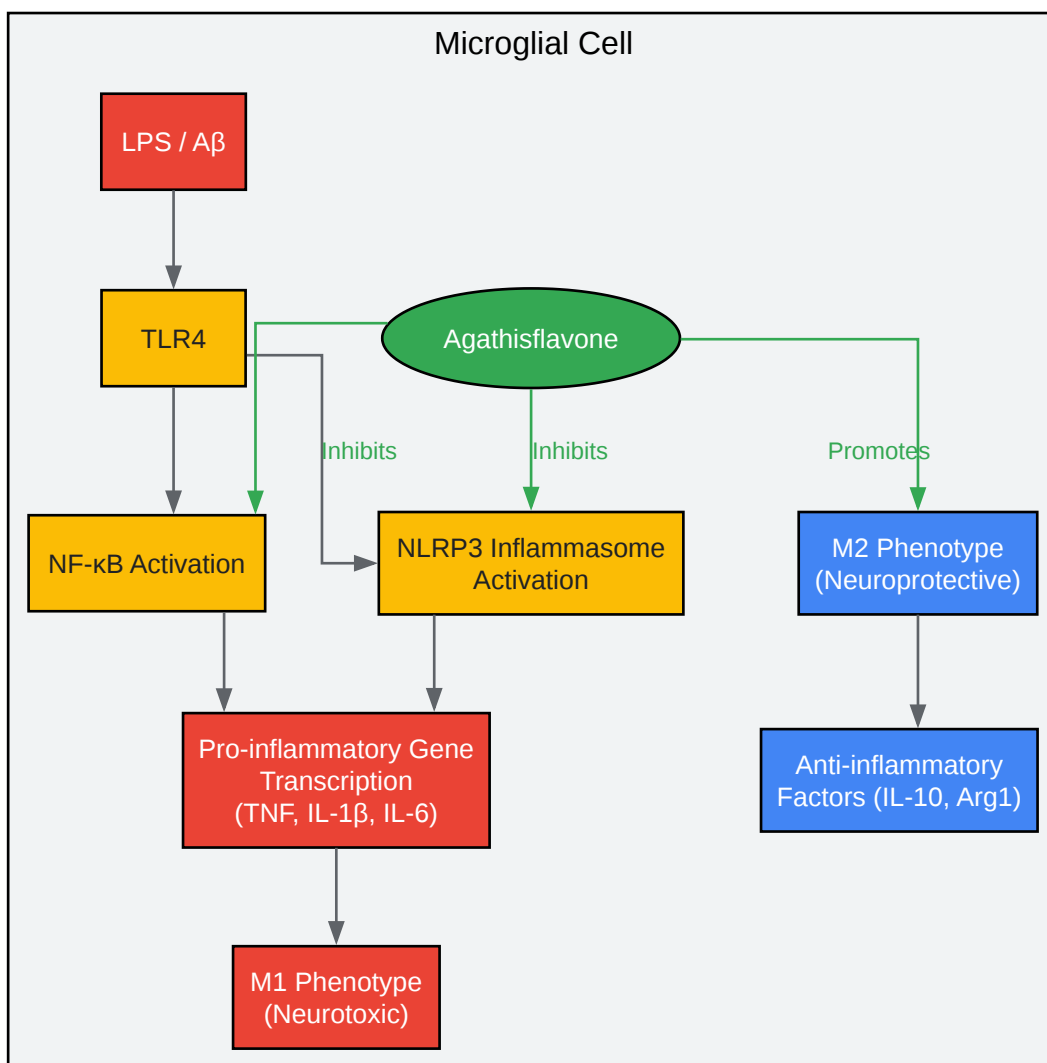 Microglial Cell
LPS / Aβ
TLR4
Agathisflavone
Inhibits
Inhibits
Promotes
NF-κB Activation
NLRP3 Inflammasome
Activation
M2 Phenotype
(Neuroprotective)
Pro-inflammatory Gene
Transcription
(TNF, IL-1β, IL-6)
Anti-inflammatory
Factors (IL-10, Arg1)
M1 Phenotype
(Neurotoxic)